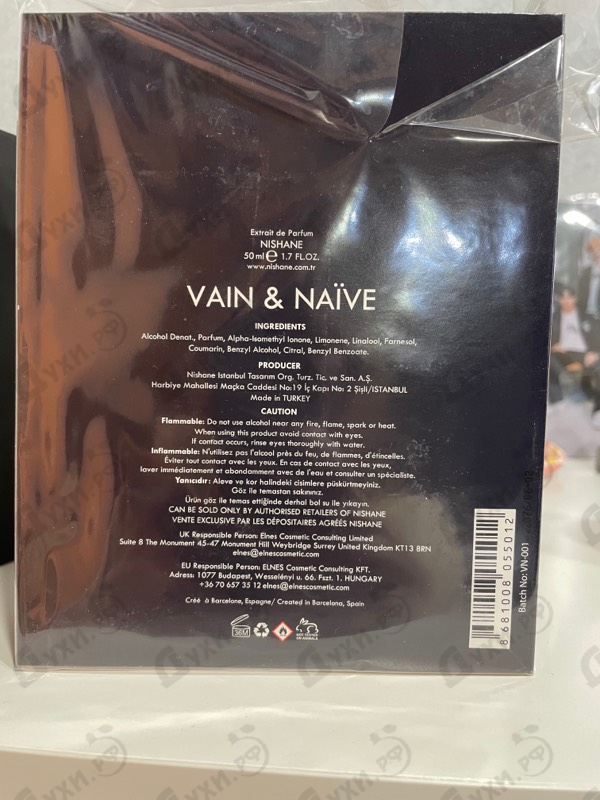 Extrait de Parfum
NISHANE
50 ml e 1.7 FL.OZ.
www.nishane.com.tr
VAIN & NAÏVE
INGREDIENTS
Alcohol Denat., Parfum, Alpha-Isomethyl Ionone, Limonene, Linalool, Farnesol,
Coumarin, Benzyl Alcohol, Citral, Benzyl Benzoate.
PRODUCER
Nishane Istanbul Tasarım Org. Turz. Tic. ve San. A.Ş.
Harbiye Mahallesi Maçka Caddesi No:19 İç Kapı No: 2 Şişli/ISTANBUL
Made in TURKEY
CAUTION
Flammable: Do not use alcohol near any fire, flame, spark or heat.
When using this product avoid contact with eyes.
If contact occurs, rinse eyes thoroughly with water.
Inflammable: N'utilisez pas l'alcool près du feu, de flammes, d'étincelles.
Éviter tout contact avec les yeux. En cas de contact avec les yeux,
laver immédiatement et abondamment avec de l'eau et consulter un spécialiste.
Yanıcıdır: Aleve ve kor halindeki cisimlere püskürtmeyiniz.
Göz ile temastan sakınınız.
Ürün göz ile temas ettiğinde derhal bol su ile yıkayın.
CAN BE SOLD ONLY BY AUTHORISED RETAILERS OF NISHANE
VENTE EXCLUSIVE PAR LES DÉPOSITAIRES AGRÉÉS NISHANE
UK Responsible Person: Elnes Cosmetic Consulting Limited
Suite 8 The Monument 45-47 Monument Hill Weybridge Surrey United Kingdom KT13 8RN
elnes@elnescosmetic.com
EU Responsible Person: ELNES Cosmetic Consulting KFT.
Adress: 1077 Budapest, Wesselényi u. 66. Fszt. 1. HUNGARY
+36 70 657 35 12 elnes@elnescosmetic.com
Créé à Barcelone, Espagne/ Created in Barcelona, Spain
36M
NOT TESTED
ON ANIMALS
8 681008 055012
Batch No: VN-001
Духи.рф